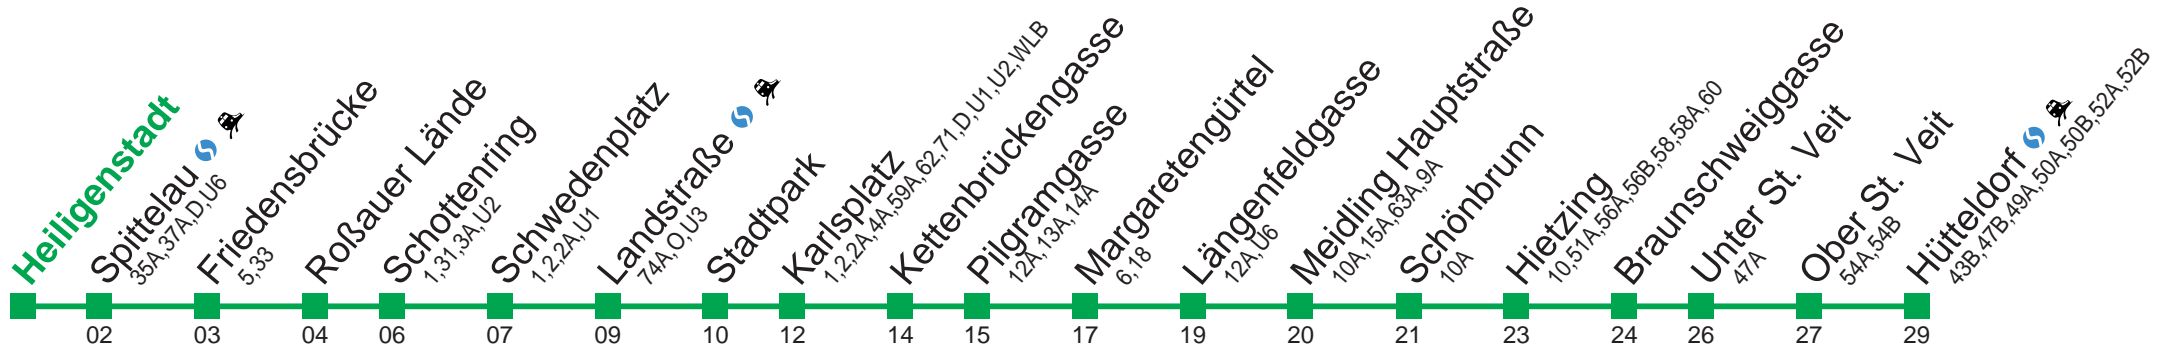 Heiligenstadt
Spittelau
35A,37A,D,U6
Friedensbrücke
5,33
Roßauer Lände
Schottenring
1,31,3A,U2
Schwedenplatz
1,2,2A,U1
Landstraße
74A,O,U3
Stadtpark
Karlsplatz
1,2,2A,4A,59A,62,71,D,U1,U2,WLB
Kettenbrückengasse
Pilgramgasse
12A,13A,14A
Margaretengürtel
6,18
Längenfeldgasse
12A,U6
Meidling Hauptstraße
10A,15A,63A,9A
Schönbrunn
10A
Hietzing
10,51A,56A,56B,58,58A,60
Braunschweiggasse
Unter St. Veit
47A
Ober St. Veit
54A,54B
Hütteldorf
43B,47B,49A,50A,50B,52A,52B
02 03 04 06 07 09 10 12 14 15 17 19 20 21 23 24 26 27 29